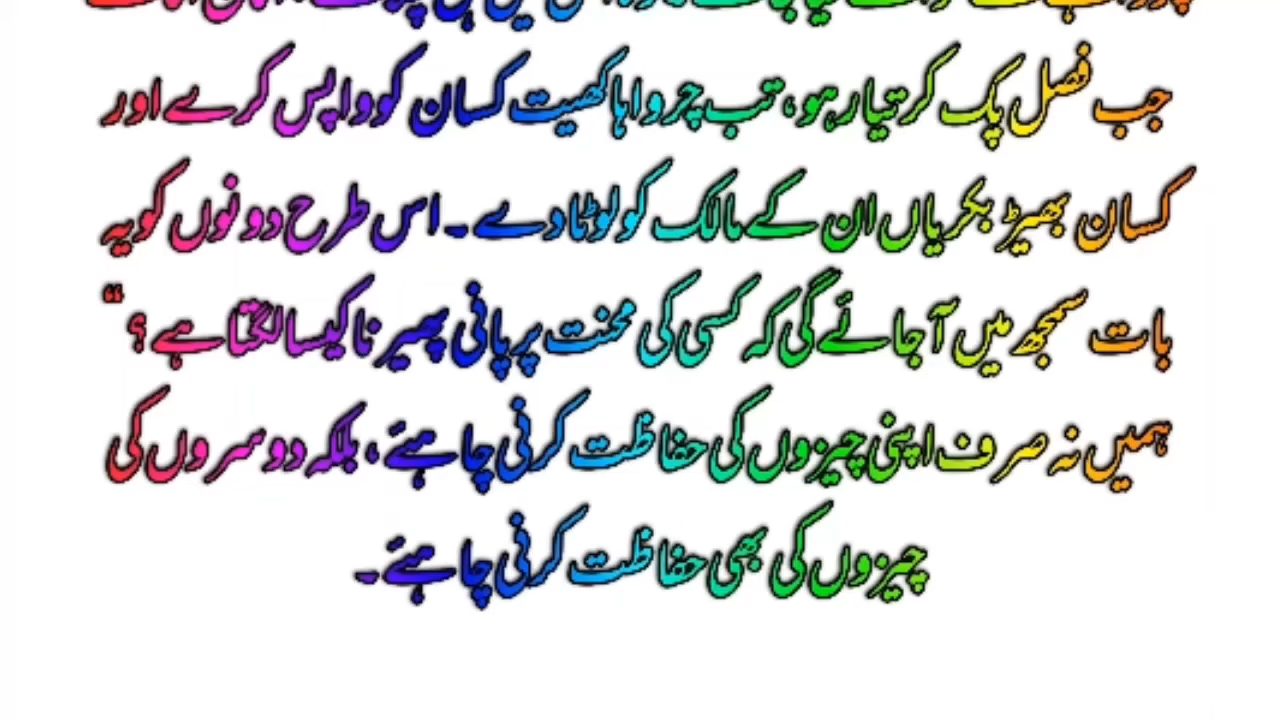 جب فصل پک کر تیار ہو، تب چرواہا کھیت کسان کو واپس کرے اور
کسان بھیڑ بکریاں ان کے مالک کو لوٹا دے ۔ اس طرح دونوں کو یہ
بات سمجھ میں آ جائے گی کہ کسی کی محنت پر پانی پھیرنا کیسا لگتا ہے ؟“
ہمیں نہ صرف اپنی چیزوں کی حفاظت کرنی چاہئے ، بلکہ دوسروں کی
چیزوں کی بھی حفاظت کرنی چاہئے ۔